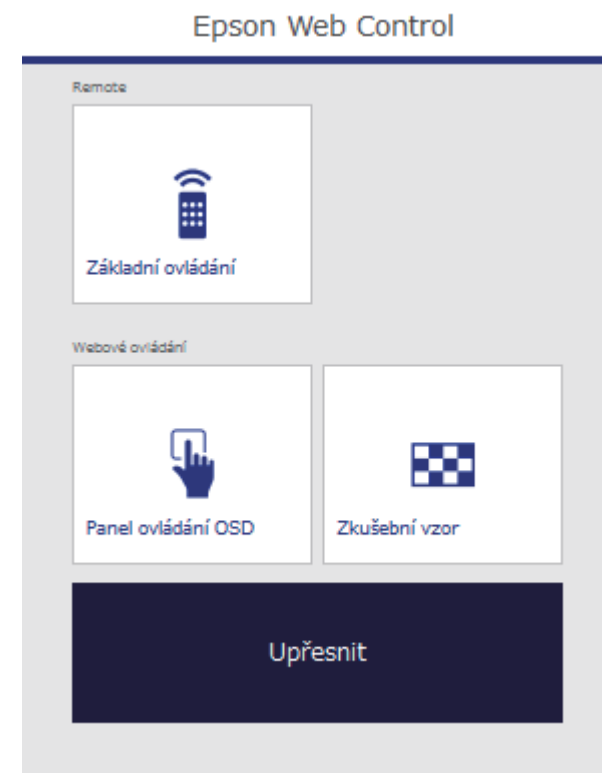 Epson Web Control
Remote
Základní ovládání
Webové ovládání
Panel ovládání OSD
Zkušební vzor
Upřesnit